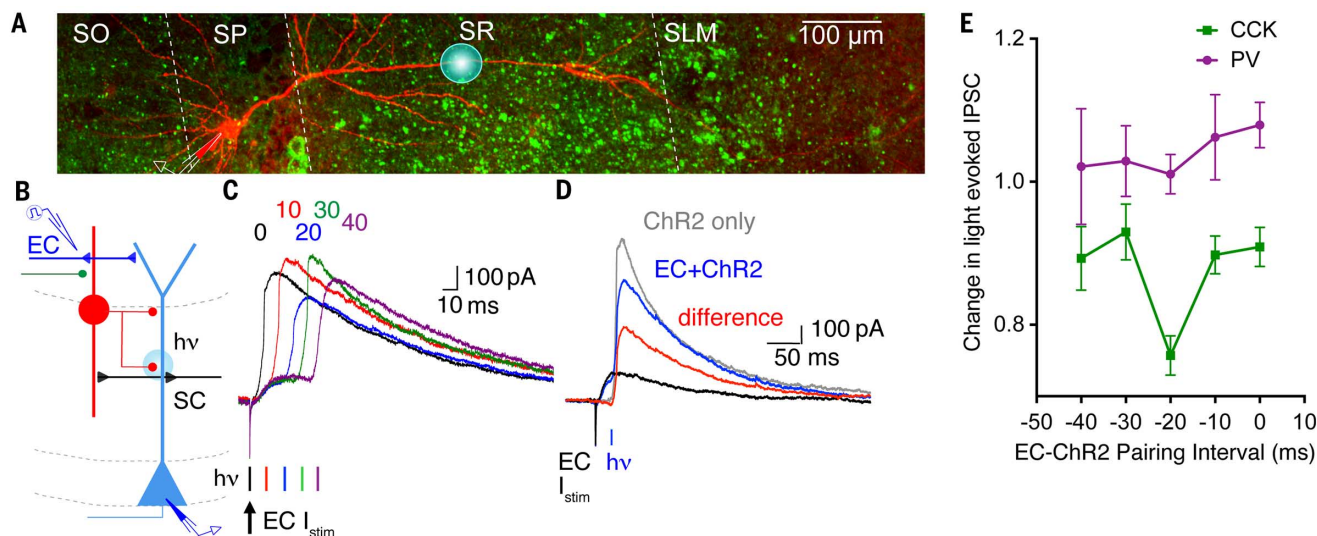 A
SO
SP
SR
SLM
100 µm
B
EC
hν
SC
C
0
10
20
30
40
100 pA
10 ms
hν
EC Istim
D
ChR2 only
EC+ChR2
difference
100 pA
50 ms
EC
hν
Istim
E
CCK
PV
Change in light evoked IPSC
1.2
1.0
0.8
-50
-40
-30
-20
-10
0
10
EC-ChR2 Pairing Interval (ms)